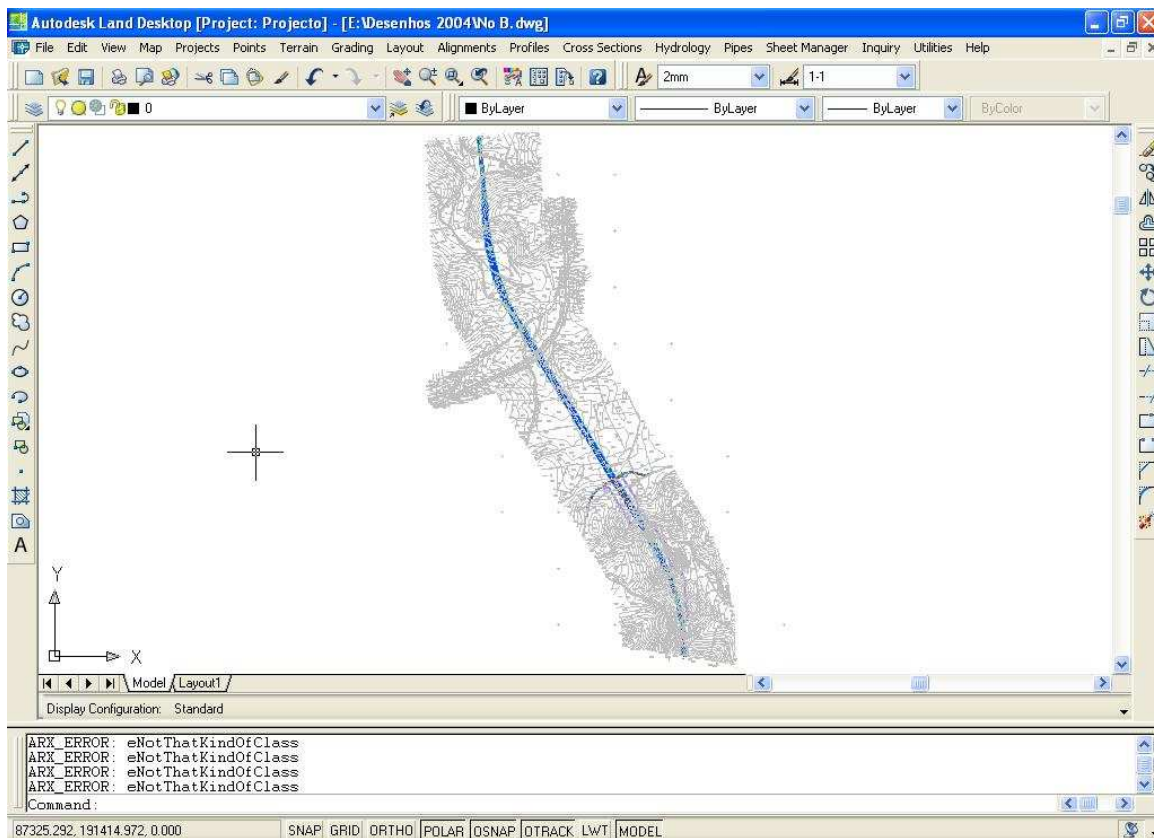 Autodesk Land Desktop [Project: Projecto] - [E:\Desenhos 2004\No B.dwg]
File Edit View Map Projects Points Terrain Grading Layout Alignments Profiles Cross Sections Hydrology Pipes Sheet Manager Inquiry Utilities Help
2mm 1-1
0 ByLayer ByLayer ByLayer ByColor
A
Y
X
Model Layout1
Display Configuration: Standard
ARX_ERROR: eNotThatKindOfClass
ARX_ERROR: eNotThatKindOfClass
ARX_ERROR: eNotThatKindOfClass
ARX_ERROR: eNotThatKindOfClass
Command:
87325.292, 191414.972, 0.000 SNAP GRID ORTHO POLAR OSNAP OTRACK LWT MODEL